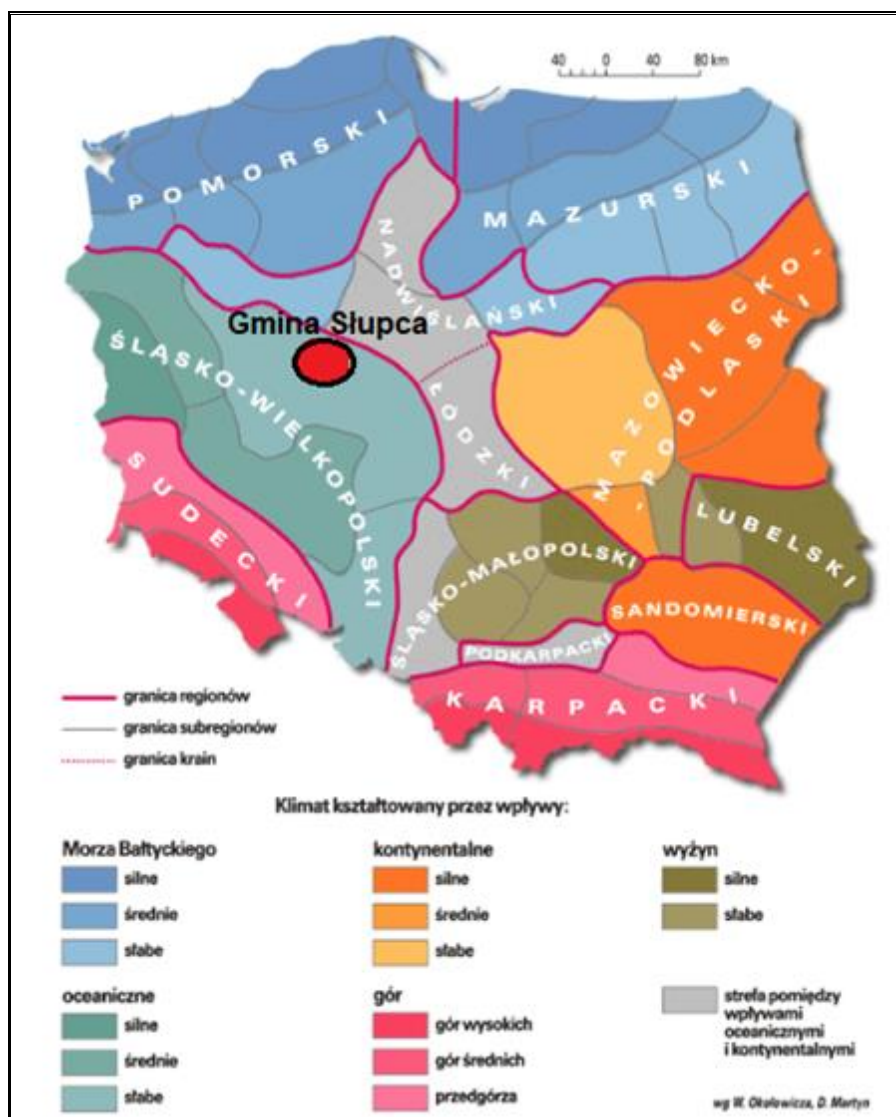 40 0 40 80 km
POMORSKI
MAZURSKI
NADWIŚLAŃSKI
MAZOWIECKO-
-PODLASKI
Gmina Słupca
ŚLĄSKO-WIELKOPOLSKI
ŁÓDZKI
SUDECKI
LUBELSKI
ŚLĄSKO-MAŁOPOLSKI
SANDOMIERSKI
PODKARPACKI
KARPACKI
granica regionów
granica subregionów
granica krain
Klimat kształtowany przez wpływy:
Morza Bałtyckiego
silne
średnie
słabe
kontynentalne
silne
średnie
słabe
wyżyn
silne
słabe
oceaniczne
silne
średnie
słabe
gór
gór wysokich
gór średnich
przedgórza
strefa pomiędzy
wpływami
oceanicznymi
i kontynentalnymi
wg W. Okołowicza, D. Martyn